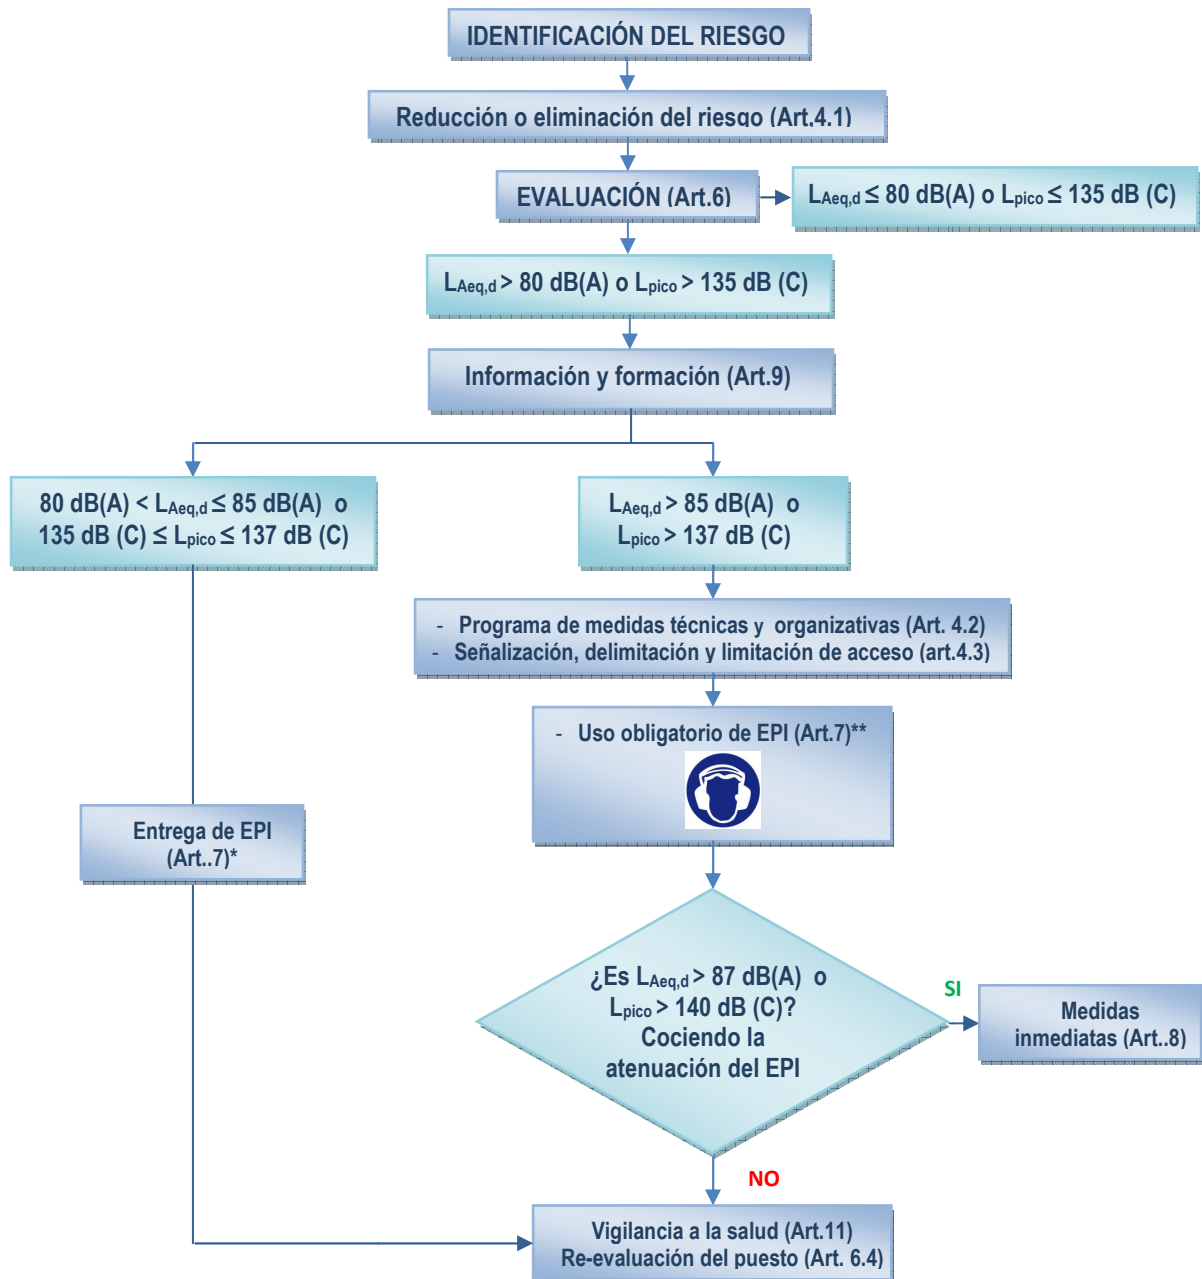 IDENTIFICACIÓN DEL RIESGO
Reducción o eliminación del riesgo (Art,4.1)
EVALUACIÓN (Art.6)
LAeq,d ≤ 80 dB(A) o Lpico ≤ 135 dB (C)
LAeq,d > 80 dB(A) o Lpico > 135 dB (C)
Información y formación (Art.9)
80 dB(A) < LAeq,d ≤ 85 dB(A) o
135 dB (C) ≤ Lpico ≤ 137 dB (C)
LAeq,d > 85 dB(A) o
Lpico > 137 dB (C)
- Programa de medidas técnicas y organizativas (Art. 4.2)
- Señalización, delimitación y limitación de acceso (art.4.3)
- Uso obligatorio de EPI (Art.7)**
Entrega de EPI
(Art..7)*
¿Es LAeq,d > 87 dB(A) o
Lpico > 140 dB (C)?
Cociendo la
atenuación del EPI
SI
Medidas
inmediatas (Art..8)
NO
Vigilancia a la salud (Art.11)
Re-evaluación del puesto (Art. 6.4)